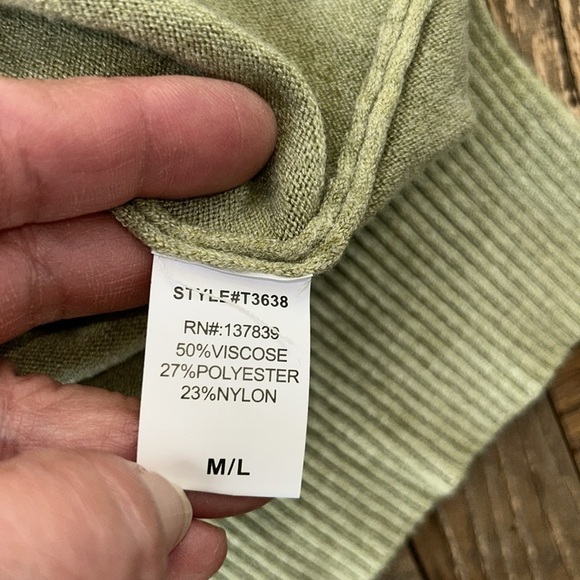 STYLE#T3638
RN#:137839
50%VISCOSE
27%POLYESTER
23%NYLON
M/L